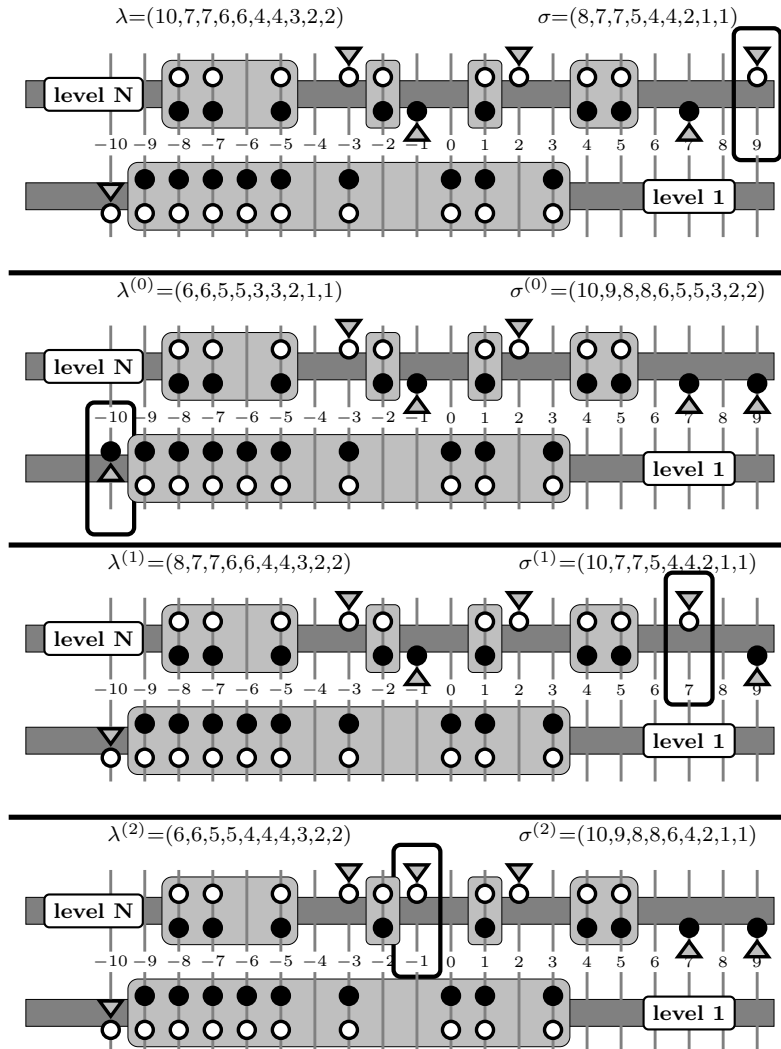 λ=(10,7,7,6,6,4,4,3,2,2) σ=(8,7,7,5,4,4,2,1,1)
level N
−10 −9 −8 −7 −6 −5 −4 −3 −2 −1 0 1 2 3 4 5 6 7 8 9
level 1
λ⁽⁰⁾=(6,6,5,5,3,3,2,1,1) σ⁽⁰⁾=(10,9,8,8,6,5,5,3,2,2)
level N
−10 −9 −8 −7 −6 −5 −4 −3 −2 −1 0 1 2 3 4 5 6 7 8 9
level 1
λ⁽¹⁾=(8,7,7,6,6,4,4,3,2,2) σ⁽¹⁾=(10,7,7,5,4,4,2,1,1)
level N
−10 −9 −8 −7 −6 −5 −4 −3 −2 −1 0 1 2 3 4 5 6 7 8 9
level 1
λ⁽²⁾=(6,6,5,5,4,4,4,3,2,2) σ⁽²⁾=(10,9,8,8,6,4,2,1,1)
level N
−10 −9 −8 −7 −6 −5 −4 −3 −2 −1 0 1 2 3 4 5 6 7 8 9
level 1